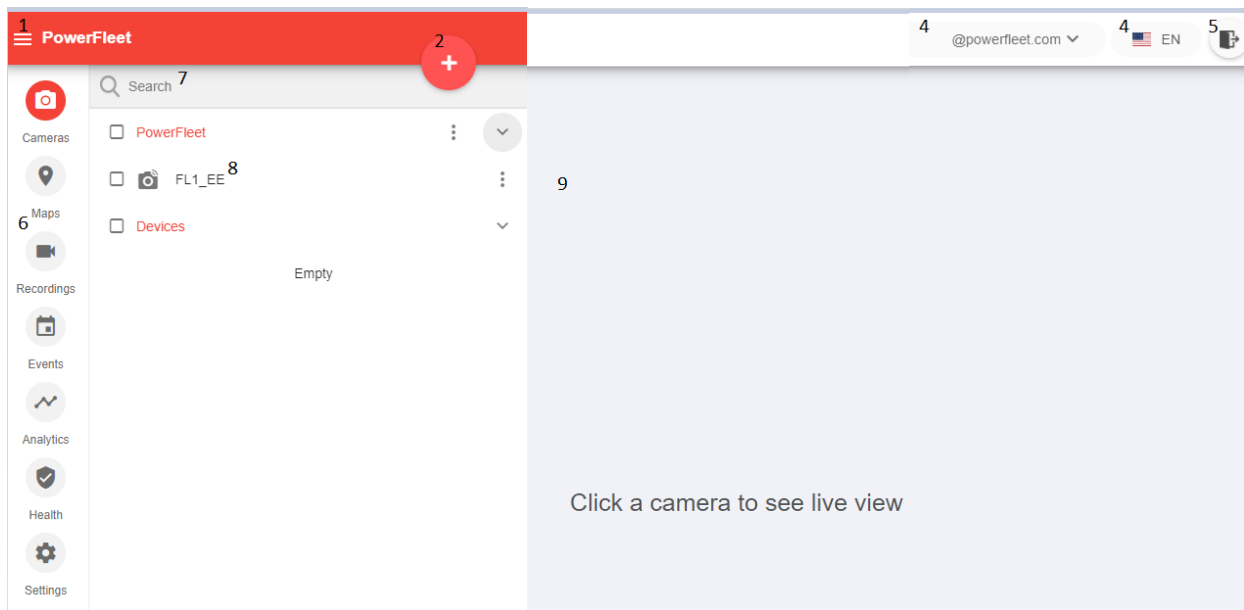 1
PowerFleet
2
4
@powerfleet.com
4
EN
5
Search 7
Cameras
PowerFleet
FL1_EE 8
9
Maps
6
Devices
Empty
Recordings
Events
Analytics
Health
Click a camera to see live view
Settings